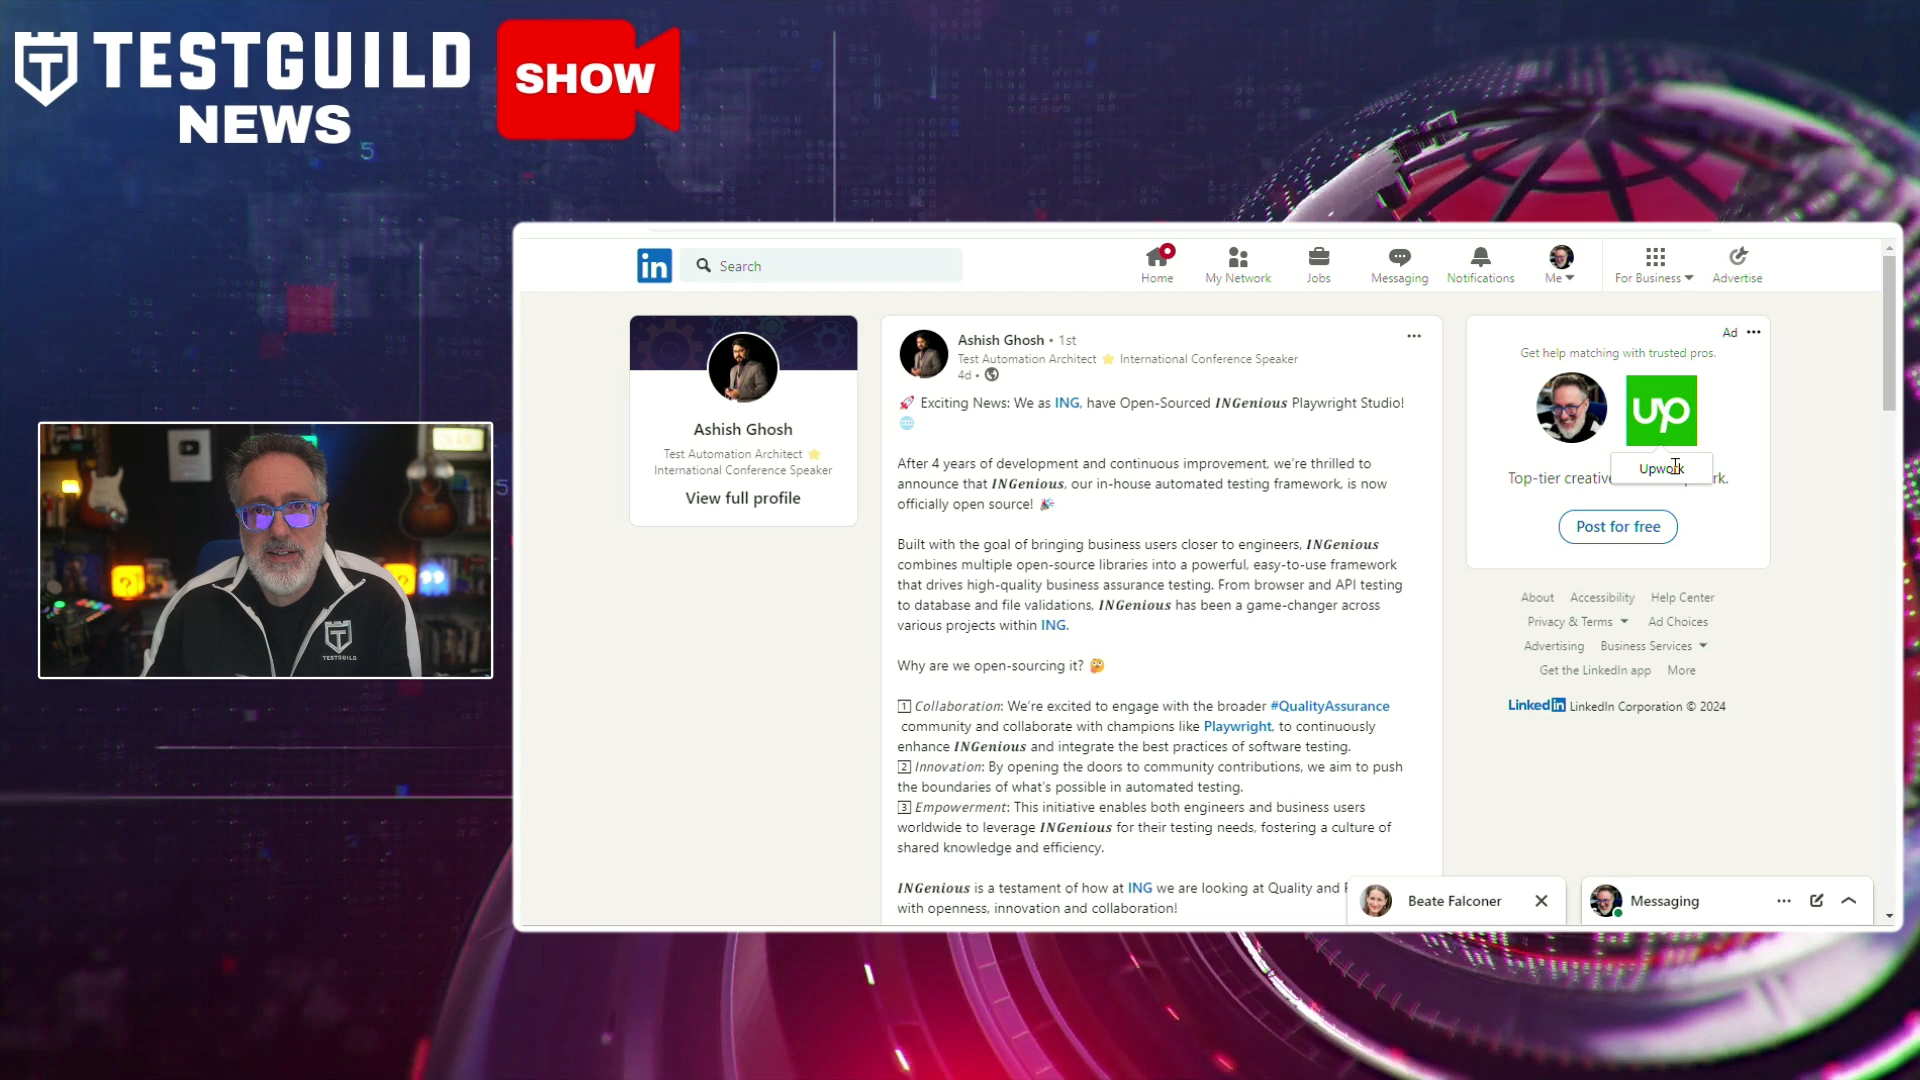 TESTGUILD
NEWS
SHOW
TESTGUILD
in
Search
Home
My Network
Jobs
Messaging
Notifications
Me
For Business
Advertise
Ashish Ghosh
Test Automation Architect ⭐
International Conference Speaker
View full profile
Ashish Ghosh • 1st
Test Automation Architect ⭐ International Conference Speaker
4d •
🚀 Exciting News: We as ING, have Open-Sourced INGenious Playwright Studio!
🌐
After 4 years of development and continuous improvement, we're thrilled to
announce that INGenious, our in-house automated testing framework, is now
officially open source! 🎉
Built with the goal of bringing business users closer to engineers, INGenious
combines multiple open-source libraries into a powerful, easy-to-use framework
that drives high-quality business assurance testing. From browser and API testing
to database and file validations, INGenious has been a game-changer across
various projects within ING.
Why are we open-sourcing it? 🤔
1 Collaboration: We're excited to engage with the broader #QualityAssurance
community and collaborate with champions like Playwright, to continuously
enhance INGenious and integrate the best practices of software testing.
2 Innovation: By opening the doors to community contributions, we aim to push
the boundaries of what's possible in automated testing.
3 Empowerment: This initiative enables both engineers and business users
worldwide to leverage INGenious for their testing needs, fostering a culture of
shared knowledge and efficiency.
INGenious is a testament of how at ING we are looking at Quality and
with openness, innovation and collaboration!
Ad
Get help matching with trusted pros.
up
Upwork
Top-tier creative
Post for free
About Accessibility Help Center
Privacy & Terms Ad Choices
Advertising Business Services
Get the LinkedIn app More
LinkedIn LinkedIn Corporation © 2024
Beate Falconer
Messaging